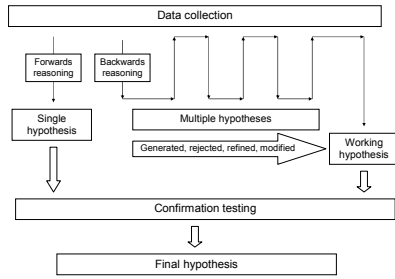 Data collection
Forwards
reasoning
Backwards
reasoning
Single
hypothesis
Multiple hypotheses
Generated, rejected, refined, modified
Working
hypothesis
Confirmation testing
Final hypothesis